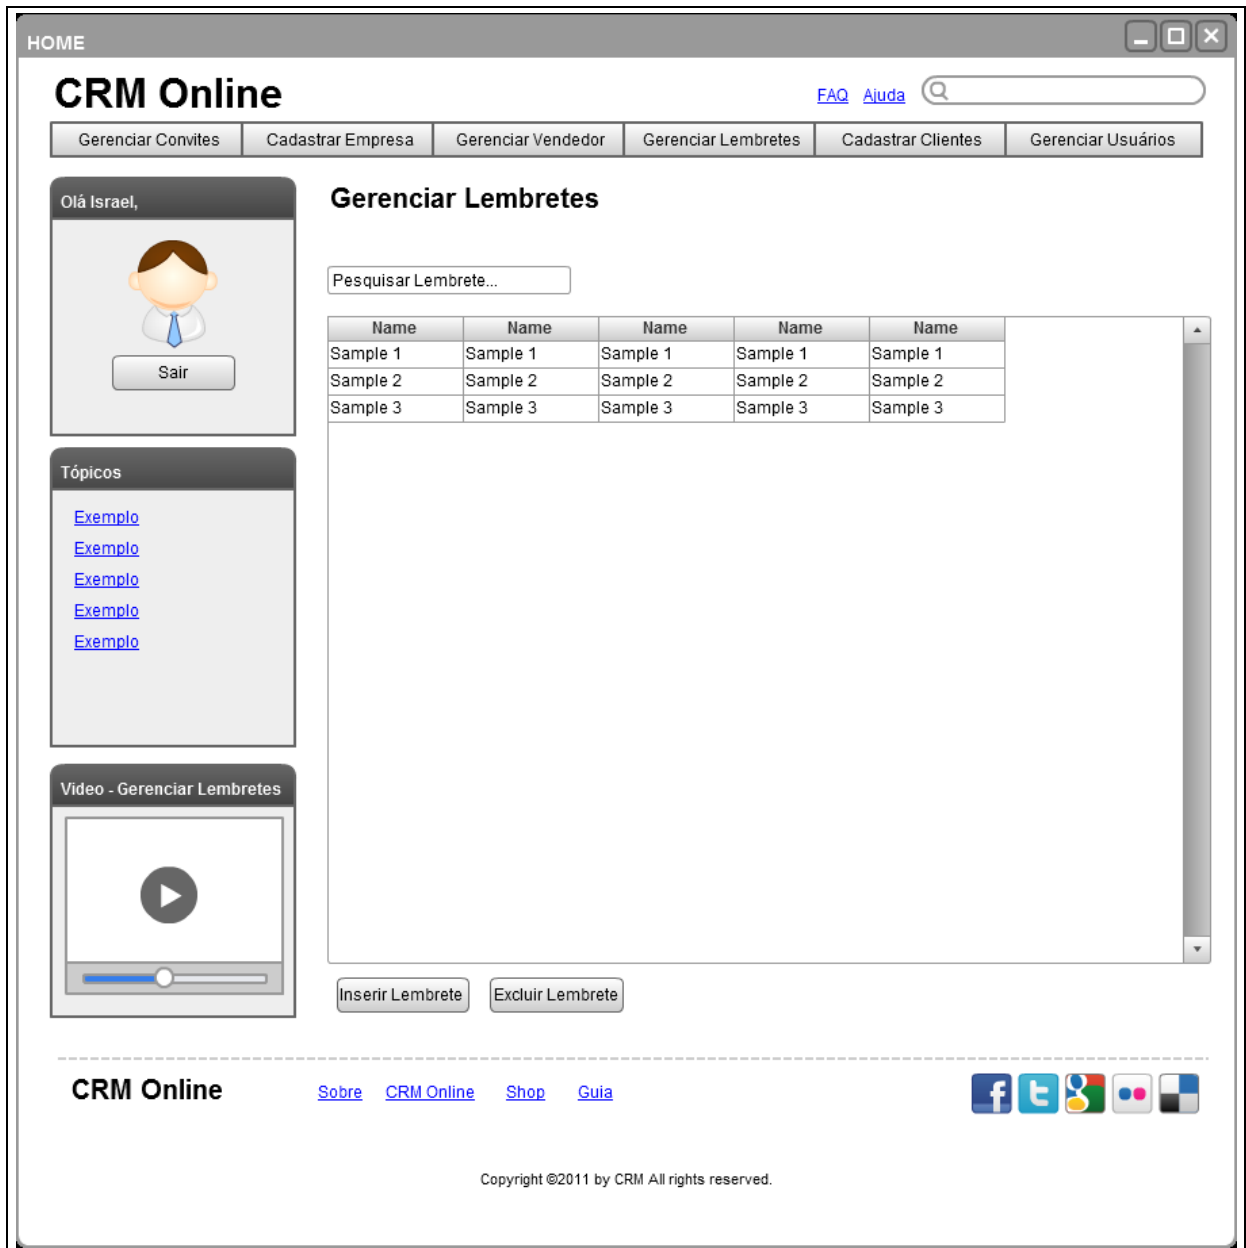 HOME
CRM Online
FAQ Ajuda
Gerenciar Convites Cadastrar Empresa Gerenciar Vendedor Gerenciar Lembretes Cadastrar Clientes Gerenciar Usuários
Olá Israel,
Sair
Tópicos
Exemplo
Exemplo
Exemplo
Exemplo
Exemplo
Video - Gerenciar Lembretes
Gerenciar Lembretes
Pesquisar Lembrete...
Name Name Name Name Name
Sample 1 Sample 1 Sample 1 Sample 1 Sample 1
Sample 2 Sample 2 Sample 2 Sample 2 Sample 2
Sample 3 Sample 3 Sample 3 Sample 3 Sample 3
Inserir Lembrete Excluir Lembrete
CRM Online Sobre CRM Online Shop Guia
Copyright ©2011 by CRM All rights reserved.